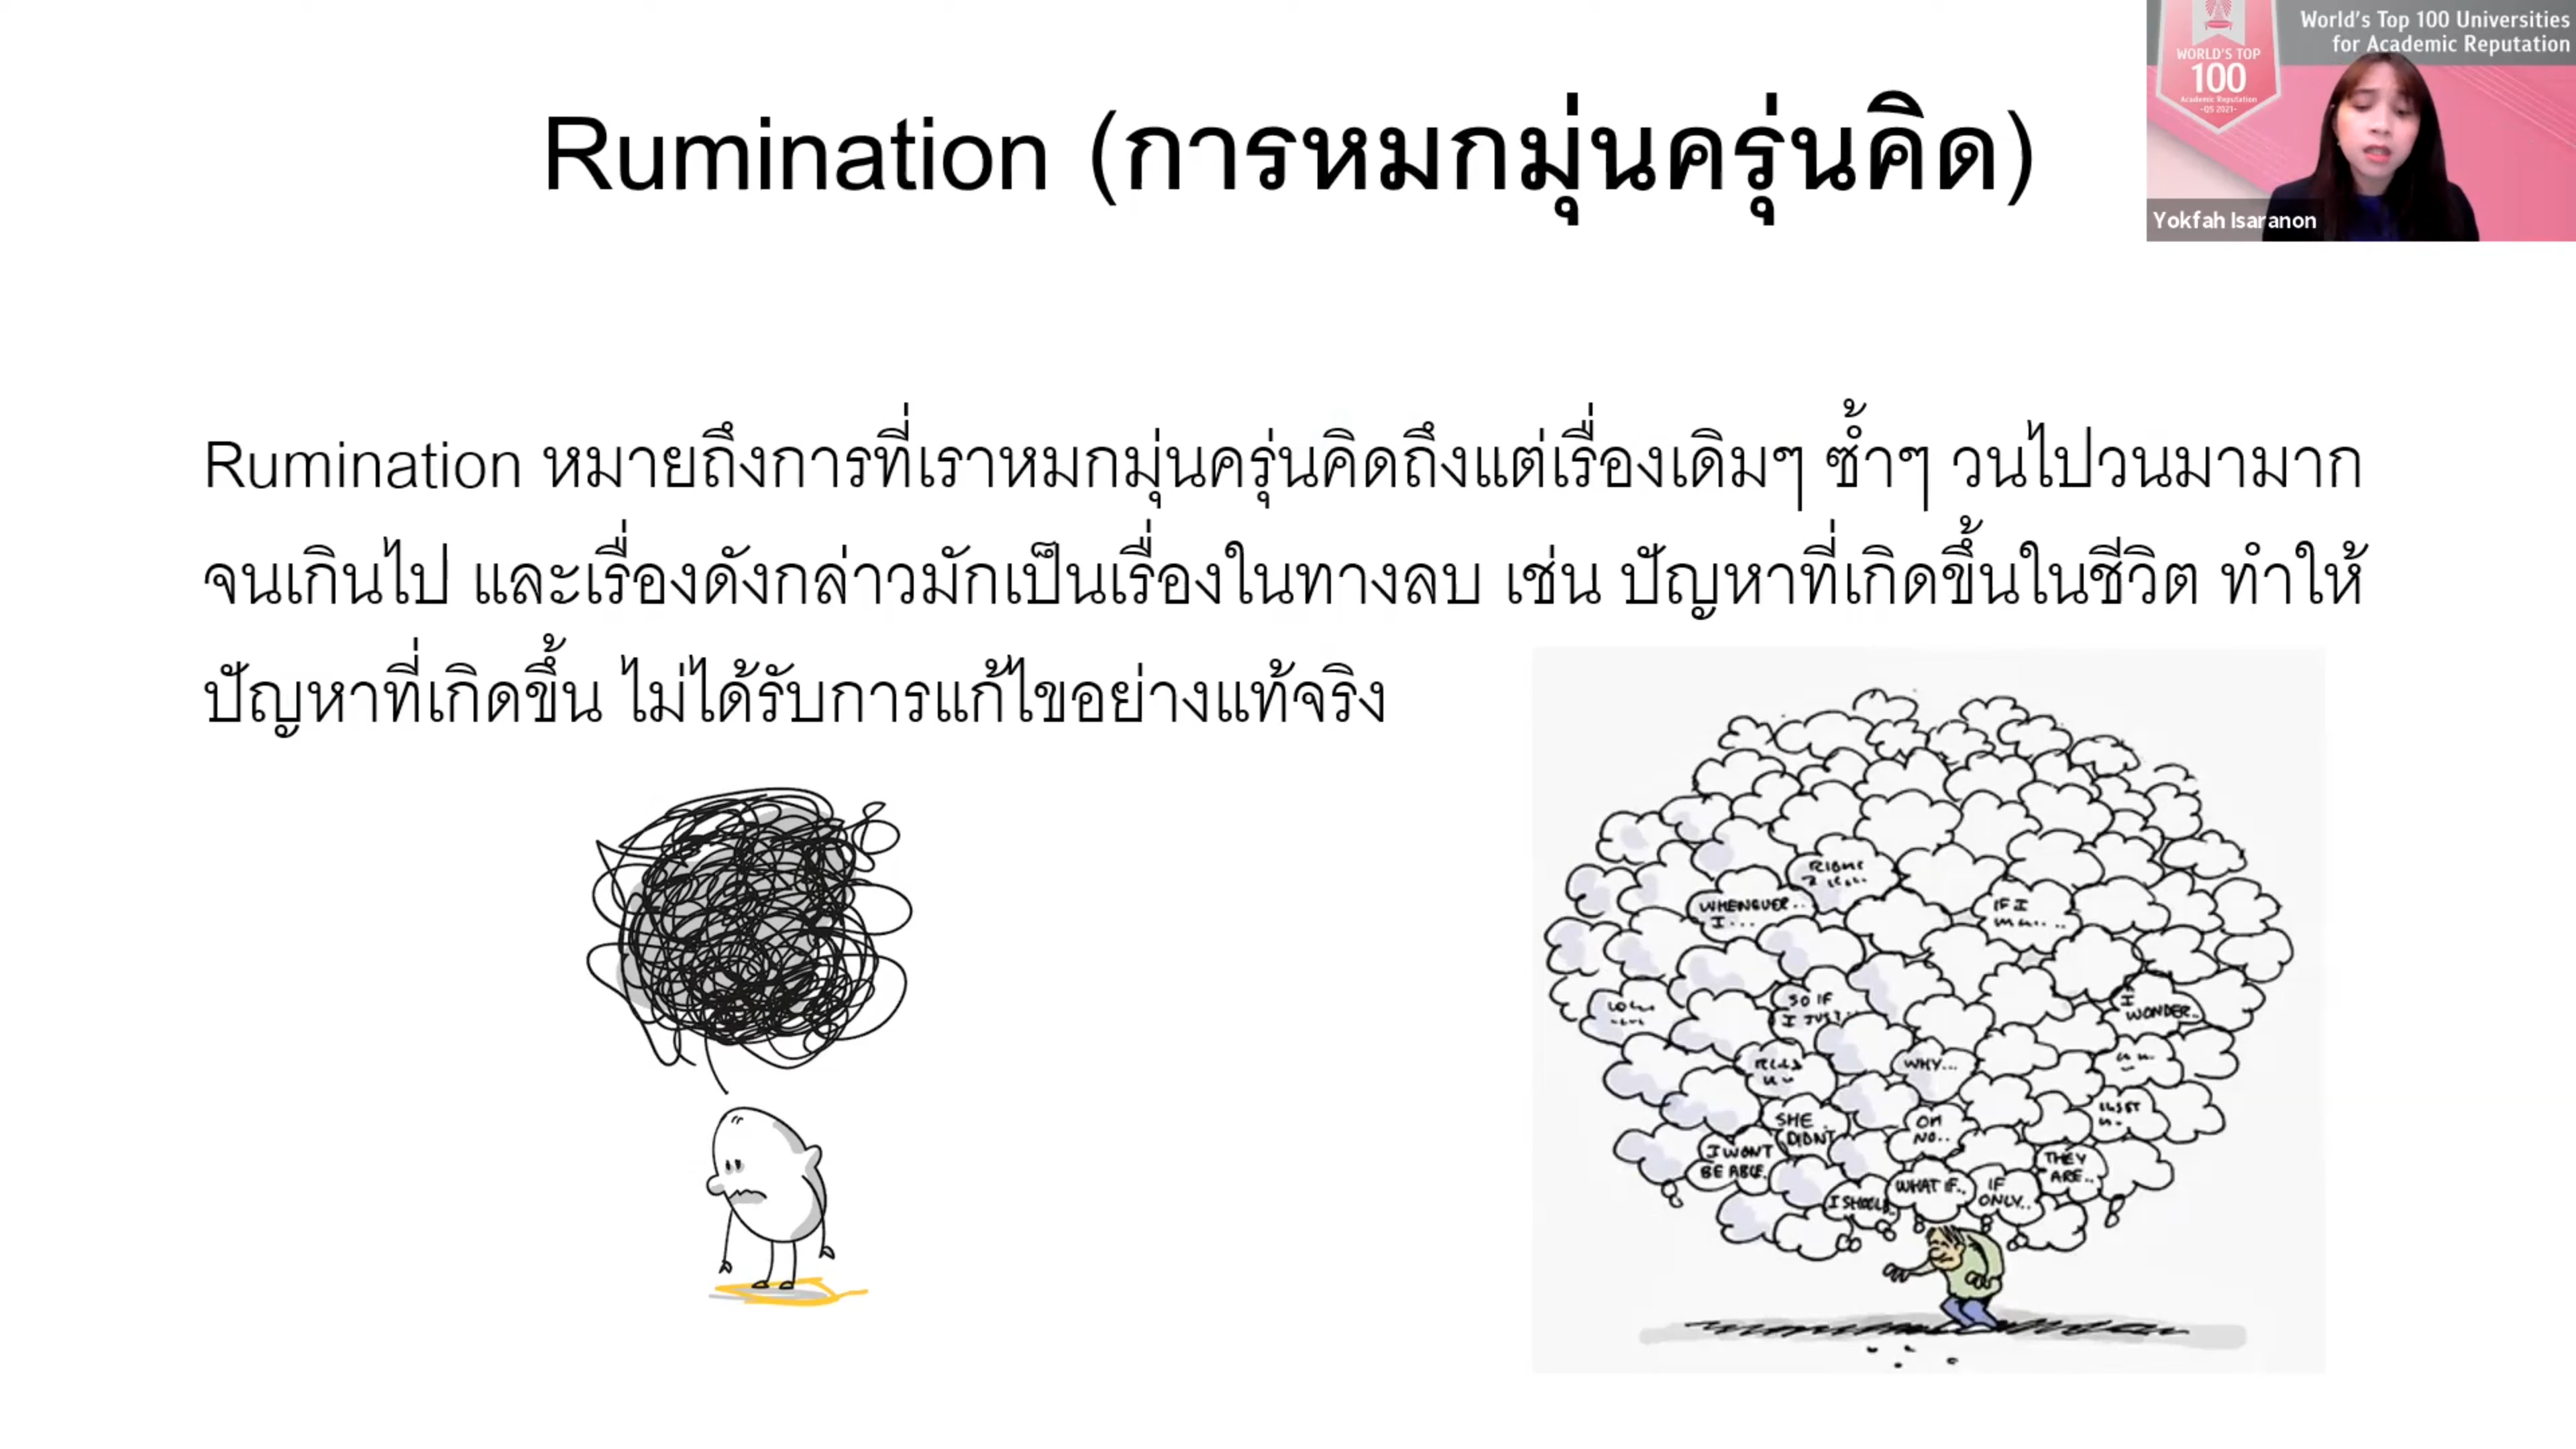 World's Top 100 Universities
for Academic Reputation
WORLD'S TOP
100
Academic Reputation
-QS 2021-
Yokfah Isaranon
Rumination (การหมกมุ่นครุ่นคิด)
Rumination หมายถึงการที่เราหมกมุ่นครุ่นคิดถึงแต่เรื่องเดิมๆ ซ้ำๆ วนไปวนมามาก
จนเกินไป และเรื่องดังกล่าวมักเป็นเรื่องในทางลบ เช่น ปัญหาที่เกิดขึ้นในชีวิต ทำให้
ปัญหาที่เกิดขึ้น ไม่ได้รับการแก้ไขอย่างแท้จริง
WHENEVER..
I...
IF I
SO IF
I JUST..
I
WONDER..
WHY...
SHE
DIDNT
OH
NO..
I WONT
BE ABLE.
THEY
ARE..
I SHOULD..
WHAT IF..
IF
ONLY..